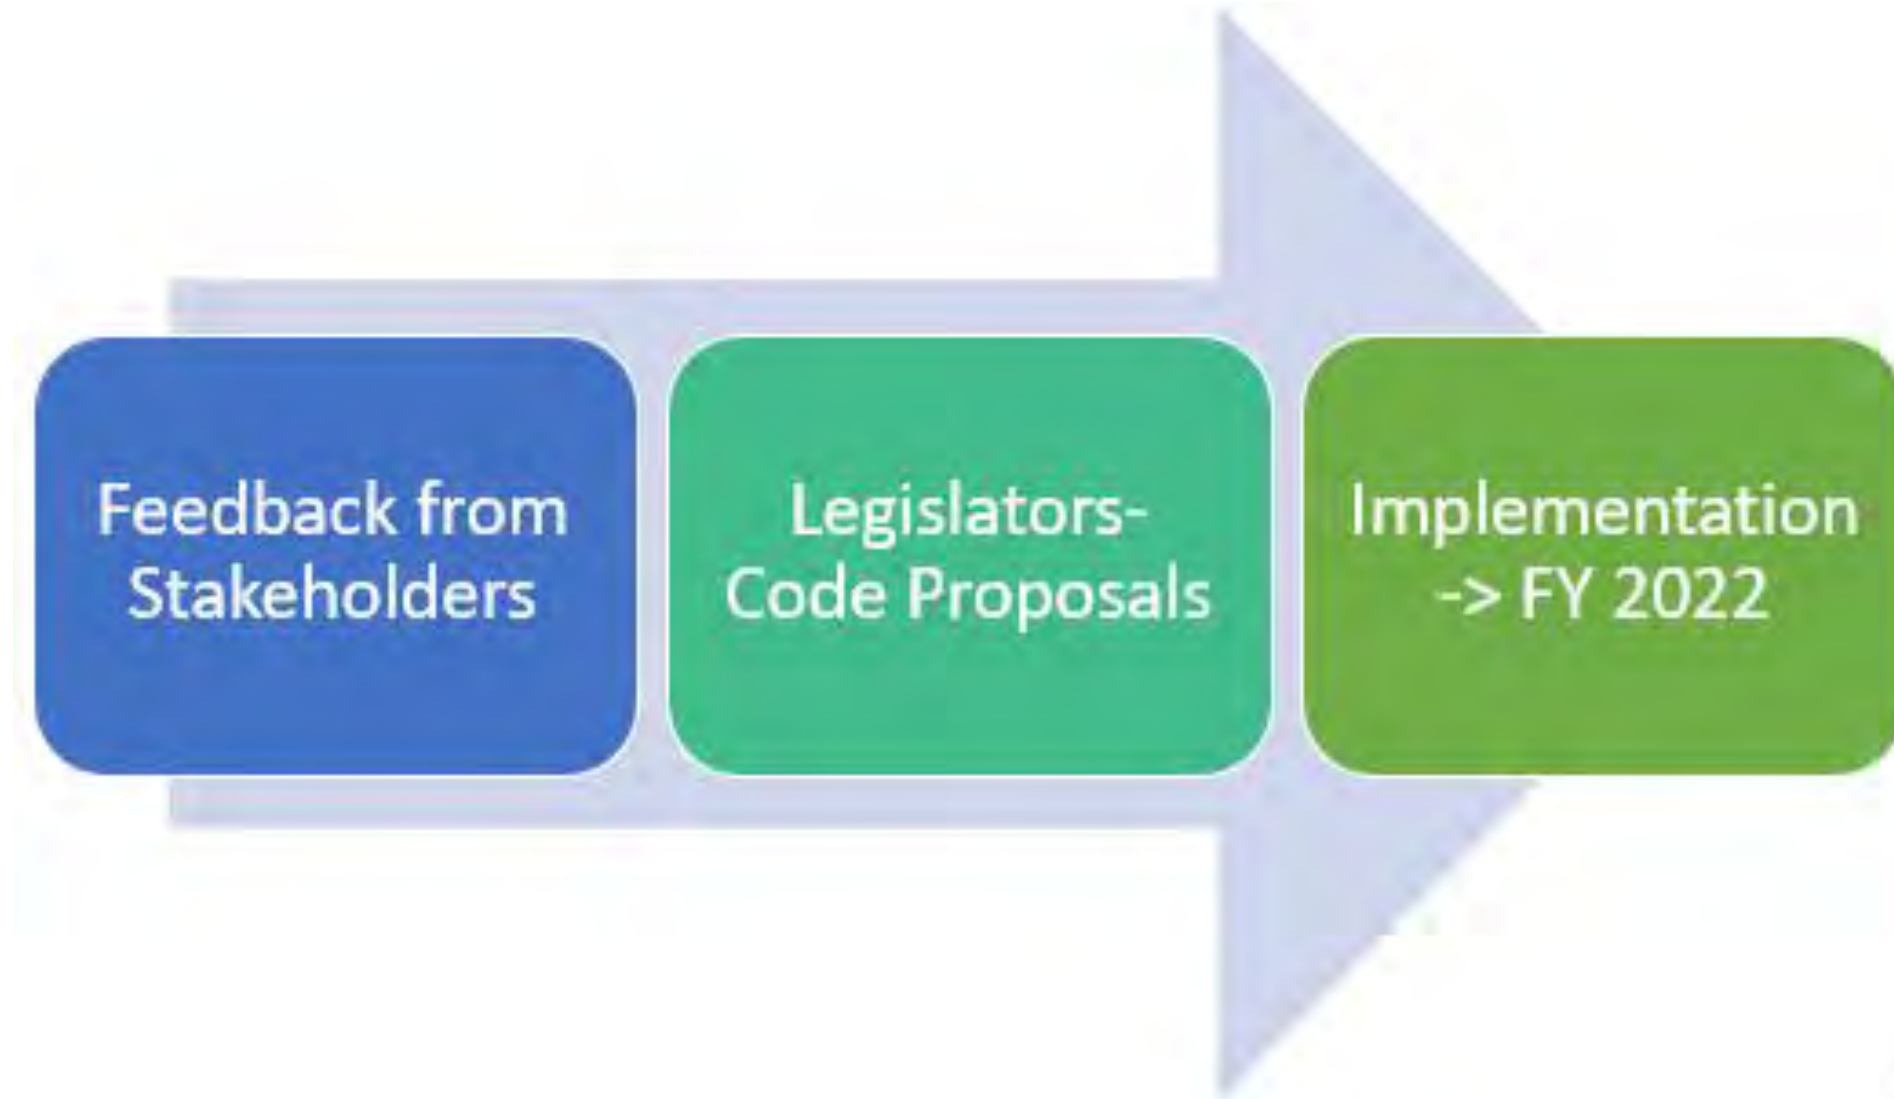 Feedback from
Stakeholders
Legislators-
Code Proposals
Implementation
-> FY 2022